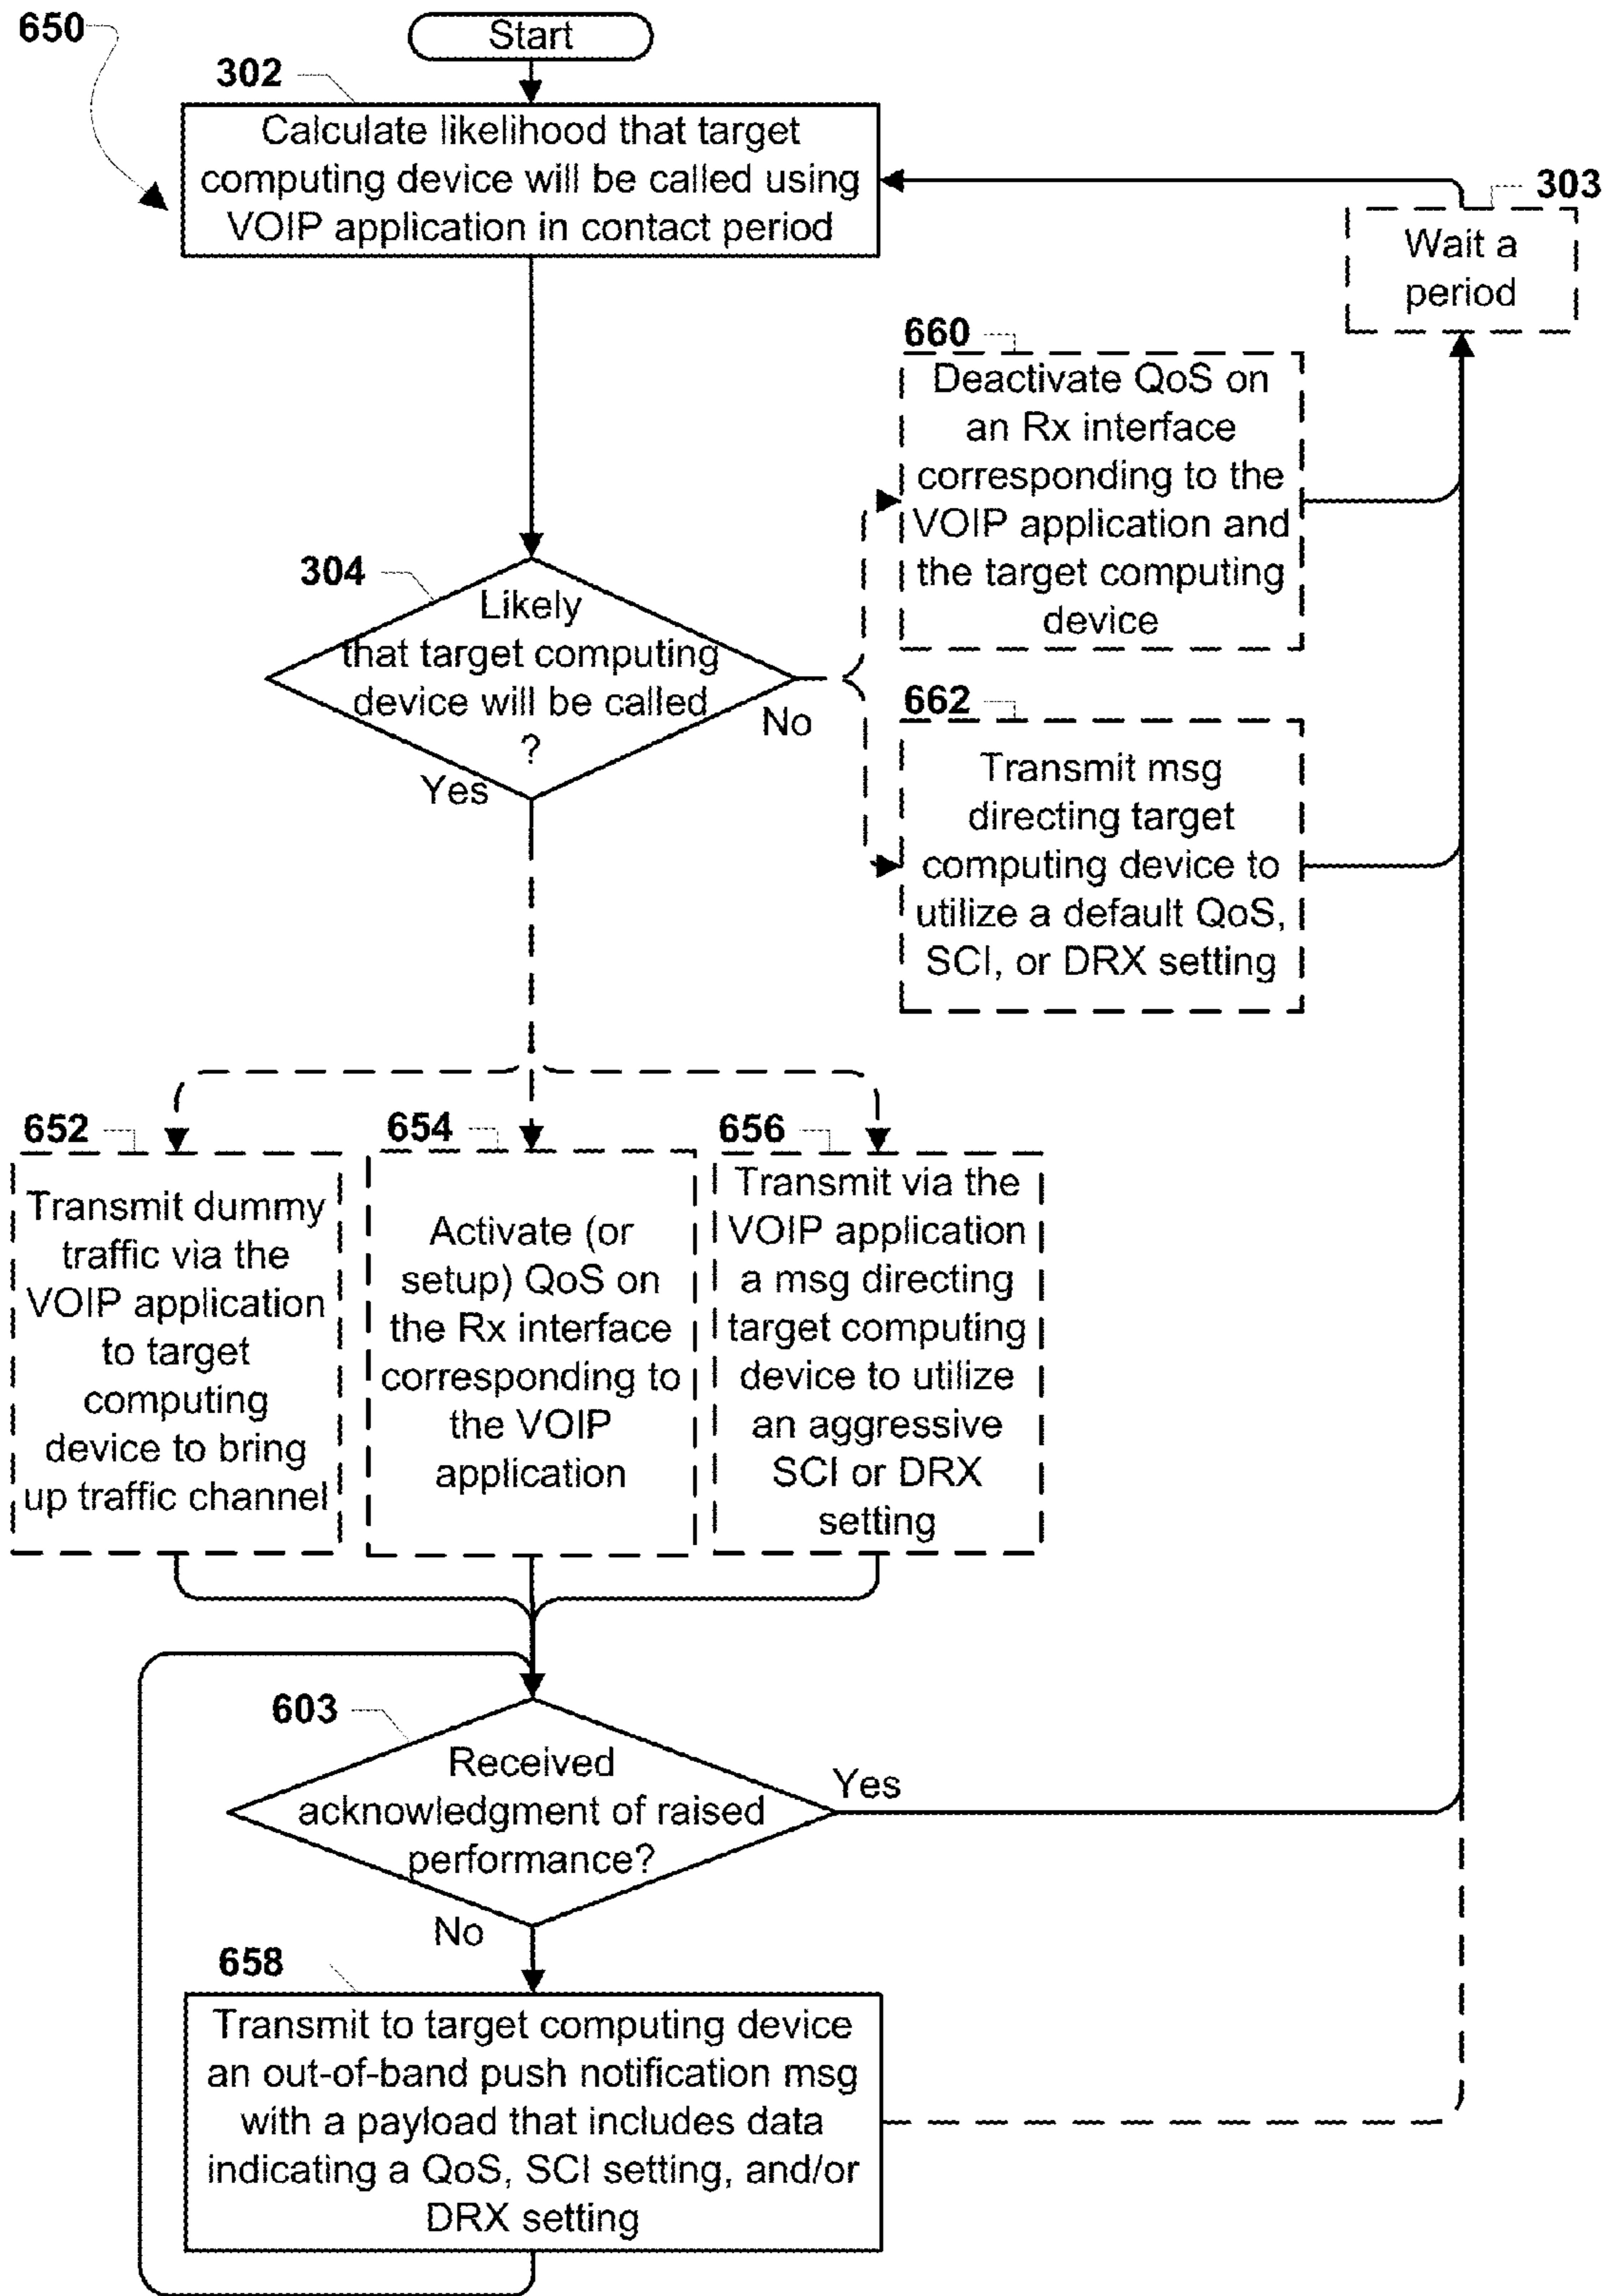 650
Start
302
Calculate likelihood that target
computing device will be called using
VOIP application in contact period
303
Wait a
period
660
Deactivate QoS on
an Rx interface
corresponding to the
VOIP application and
the target computing
device
304
Likely
that target computing
device will be called
?
No
Yes
662
Transmit msg
directing target
computing device to
utilize a default QoS,
SCI, or DRX setting
652
Transmit dummy
traffic via the
VOIP application
to target
computing
device to bring
up traffic channel
654
Activate (or
setup) QoS on
the Rx interface
corresponding to
the VOIP
application
656
Transmit via the
VOIP application
a msg directing
target computing
device to utilize
an aggressive
SCI or DRX
setting
603
Received
acknowledgment of raised
performance?
Yes
No
658
Transmit to target computing device
an out-of-band push notification msg
with a payload that includes data
indicating a QoS, SCI setting, and/or
DRX setting